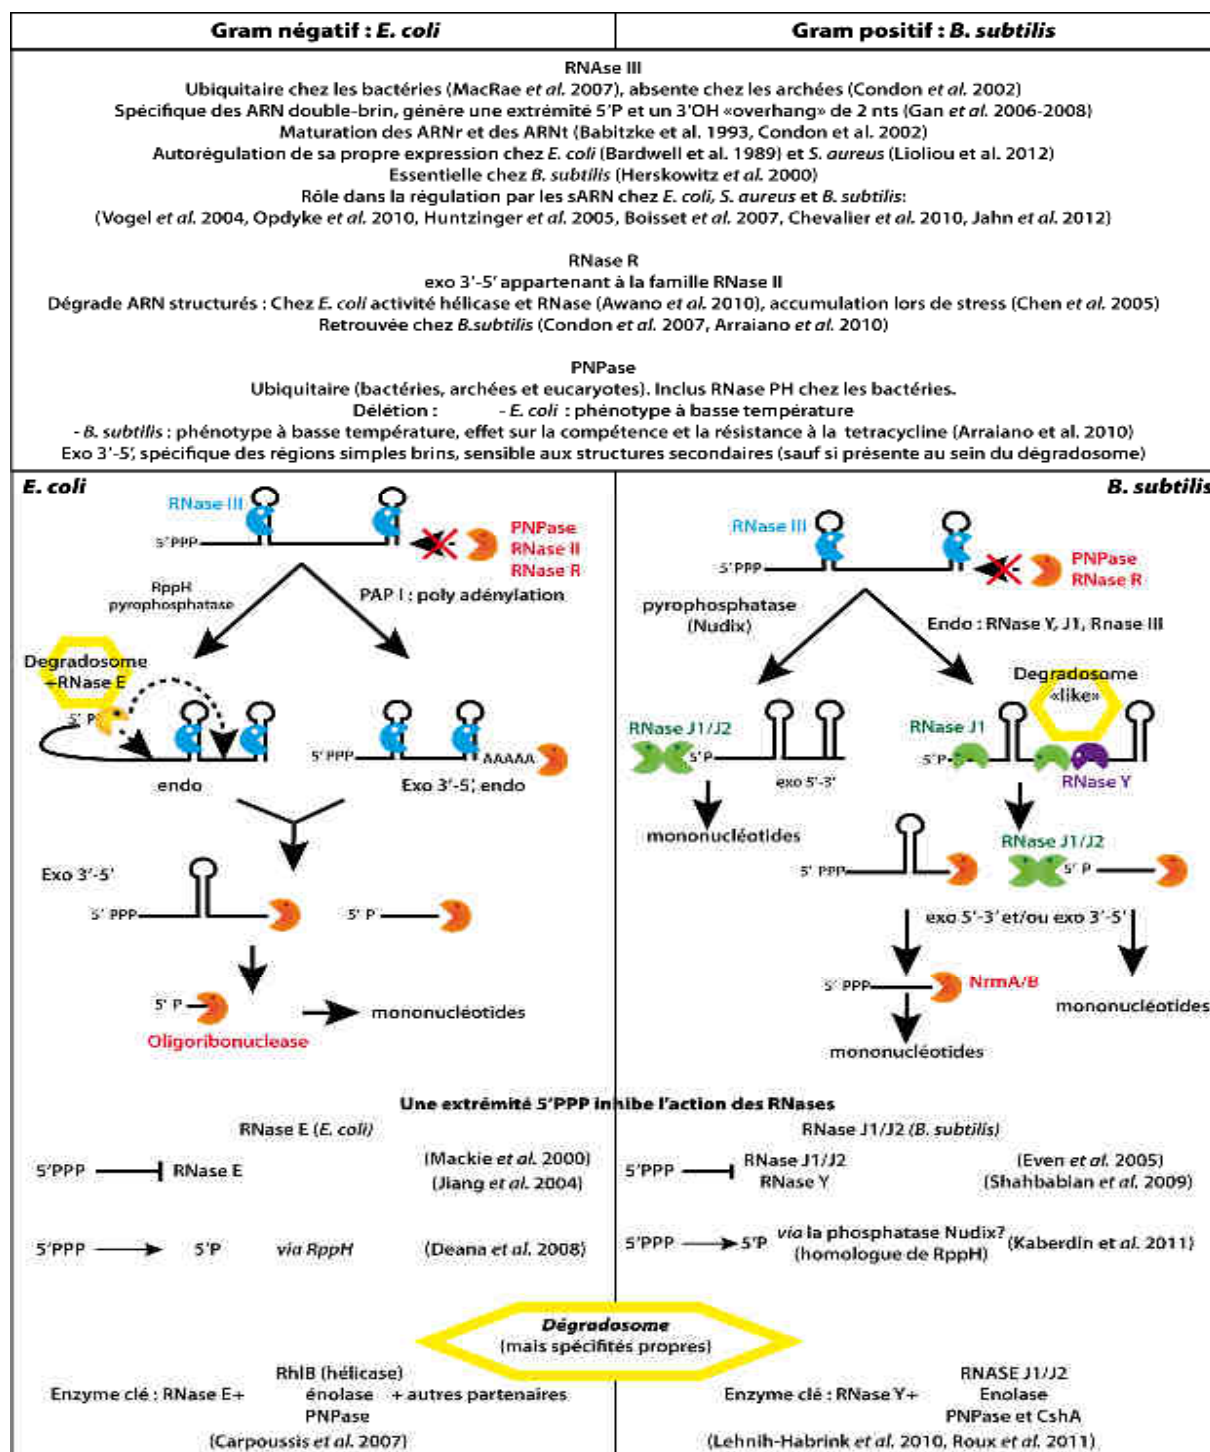 Gram négatif : E. coli
Gram positif : B. subtilis
RNAse III
Ubiquitaire chez les bactéries (MacRae et al. 2007), absente chez les archées (Condon et al. 2002)
Spécifique des ARN double-brin, génère une extrémité 5'P et un 3'OH «overhang» de 2 nts (Gan et al. 2006-2008)
Maturation des ARNr et des ARNt (Babitzke et al. 1993, Condon et al. 2002)
Autorégulation de sa propre expression chez E. coli (Bardwell et al. 1989) et S. aureus (Lioliou et al. 2012)
Essentielle chez B. subtilis (Herskowitz et al. 2000)
Rôle dans la régulation par les sARN chez E. coli, S. aureus et B. subtilis:
(Vogel et al. 2004, Opdyke et al. 2010, Huntzinger et al. 2005, Boisset et al. 2007, Chevalier et al. 2010, Jahn et al. 2012)
RNase R
exo 3'-5' appartenant à la famille RNase II
Dégrade ARN structurés : Chez E. coli activité hélicase et RNase (Awano et al. 2010), accumulation lors de stress (Chen et al. 2005)
Retrouvée chez B.subtilis (Condon et al. 2007, Arraiano et al. 2010)
PNPase
Ubiquitaire (bactéries, archées et eucaryotes). Inclus RNase PH chez les bactéries.
Délétion : - E. coli : phénotype à basse température
- B. subtilis : phénotype à basse température, effet sur la compétence et la résistance à la tetracycline (Arraiano et al. 2010)
Exo 3'-5', spécifique des régions simples brins, sensible aux structures secondaires (sauf si présente au sein du dégradosome)
E. coli
RNase III
5'PPP
PNPase
RNase II
RNase R
RppH
pyrophosphatase
PAP I : poly adénylation
Degradosome
+RNase E
5' P
endo
5' PPP
AAAAA
Exo 3'-5', endo
Exo 3'-5'
5' PPP
5' P
5' P
Oligoribonuclease
mononucléotides
B. subtilis
RNase III
5'PPP
PNPase
RNase R
pyrophosphatase
(Nudix)
Endo : RNase Y, J1, Rnase III
Degradosome
«like»
RNase J1/J2
5'P
exo 5'-3'
RNase J1
5'P
RNase Y
mononucléotides
RNase J1/J2
5' PPP
5' P
exo 5'-3' et/ou exo 3'-5'
5' PPP
NrmA/B
mononucléotides
mononucléotides
Une extrémité 5'PPP inhibe l'action des RNases
RNase E (E. coli)
5'PPP RNase E
(Mackie et al. 2000)
(Jiang et al. 2004)
5'PPP 5'P via RppH (Deana et al. 2008)
RNase J1/J2 (B. subtilis)
5'PPP RNase J1/J2
RNase Y
(Even et al. 2005)
(Shahbabian et al. 2009)
5'PPP 5'P via la phosphatase Nudix?
(homologue de RppH)
(Kaberdin et al. 2011)
Dégradosome
(mais spécifités propres)
Enzyme clé : RNase E+
RhlB (hélicase)
énolase
PNPase
+ autres partenaires
(Carpoussis et al. 2007)
Enzyme clé : RNase Y+
RNASE J1/J2
Enolase
PNPase et CshA
(Lehnih-Habrink et al. 2010, Roux et al. 2011)